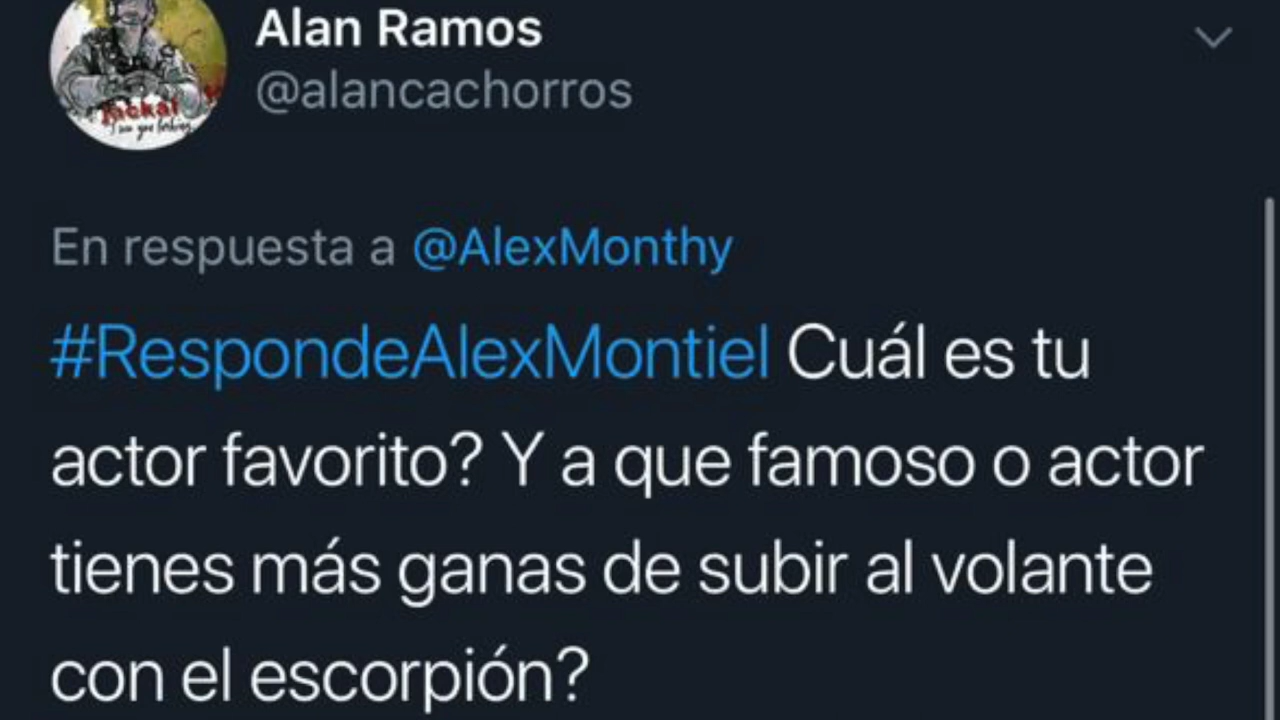 Alan Ramos
@alancachorros
Jackal
En respuesta a @AlexMonthy
#RespondeAlexMontiel Cuál es tu
actor favorito? Y a que famoso o actor
tienes más ganas de subir al volante
con el escorpión?